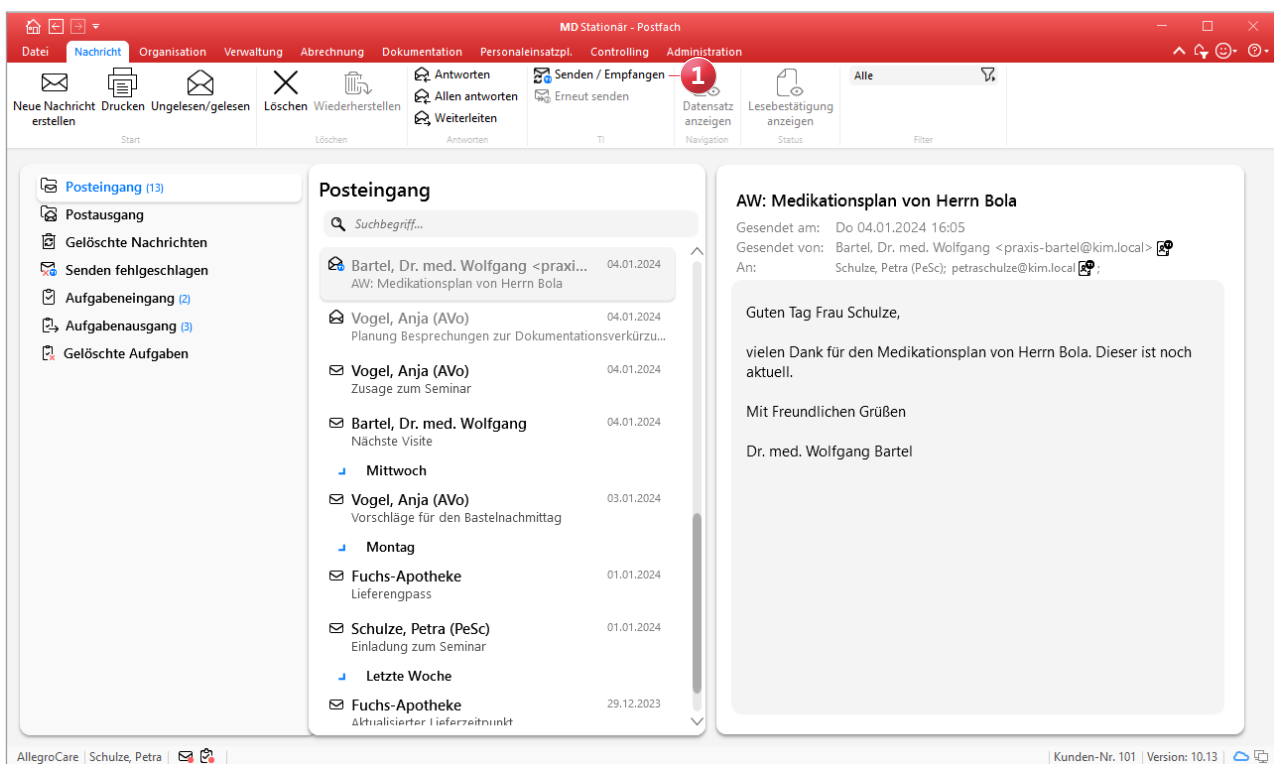 MD Stationär - Postfach
Datei Nachricht Organisation Verwaltung Abrechnung Dokumentation Personaleinsatzpl. Controlling Administration
Neue Nachricht erstellen
Drucken
Ungelesen/gelesen
Start
Löschen
Wiederherstellen
Löschen
Antworten
Allen antworten
Weiterleiten
Antworten
Senden / Empfangen
1
Erneut senden
TI
Datensatz
anzeigen
Navigation
Lesebestätigung
anzeigen
Status
Alle
Filter
Posteingang (13)
Postausgang
Gelöschte Nachrichten
Senden fehlgeschlagen
Aufgabeneingang (2)
Aufgabenausgang (3)
Gelöschte Aufgaben
Posteingang
Suchbegriff...
Bartel, Dr. med. Wolfgang <praxi... 04.01.2024
AW: Medikationsplan von Herrn Bola
Vogel, Anja (AVo) 04.01.2024
Planung Besprechungen zur Dokumentationsverkürzu...
Vogel, Anja (AVo) 04.01.2024
Zusage zum Seminar
Bartel, Dr. med. Wolfgang 04.01.2024
Nächste Visite
Mittwoch
Vogel, Anja (AVo) 03.01.2024
Vorschläge für den Bastelnachmittag
Montag
Fuchs-Apotheke 01.01.2024
Lieferengpass
Schulze, Petra (PeSc) 01.01.2024
Einladung zum Seminar
Letzte Woche
Fuchs-Apotheke 29.12.2023
Aktualisierter Lieferzeitpunkt
AW: Medikationsplan von Herrn Bola
Gesendet am: Do 04.01.2024 16:05
Gesendet von: Bartel, Dr. med. Wolfgang <praxis-bartel@kim.local>
An: Schulze, Petra (PeSc); petraschulze@kim.local ;
Guten Tag Frau Schulze,
vielen Dank für den Medikationsplan von Herrn Bola. Dieser ist noch
aktuell.
Mit Freundlichen Grüßen
Dr. med. Wolfgang Bartel
AllegroCare Schulze, Petra
Kunden-Nr. 101 Version: 10.13